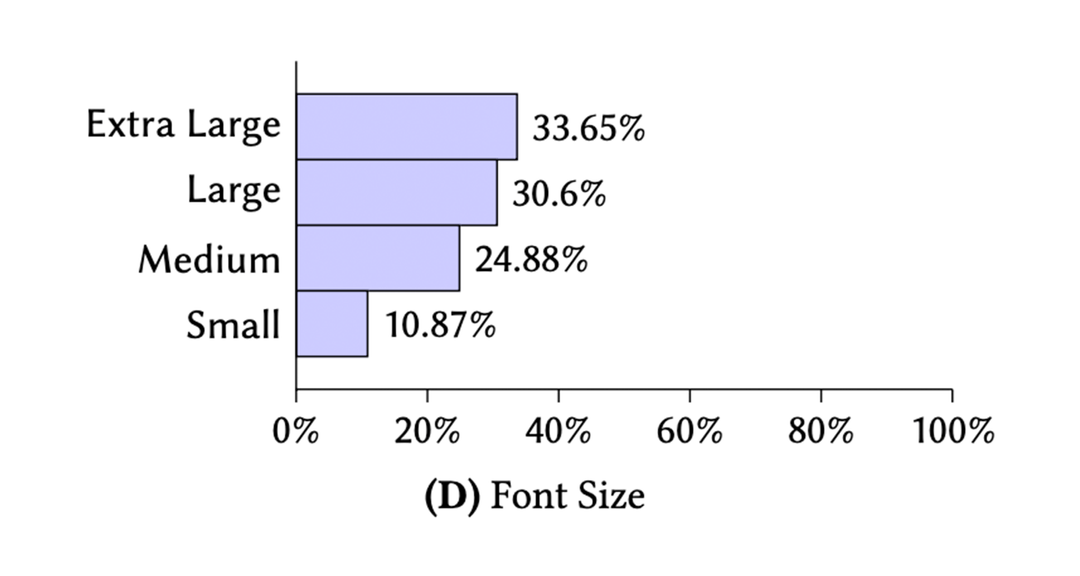 Extra Large 33.65%
Large 30.6%
Medium 24.88%
Small 10.87%
0% 20% 40% 60% 80% 100%
(D) Font Size